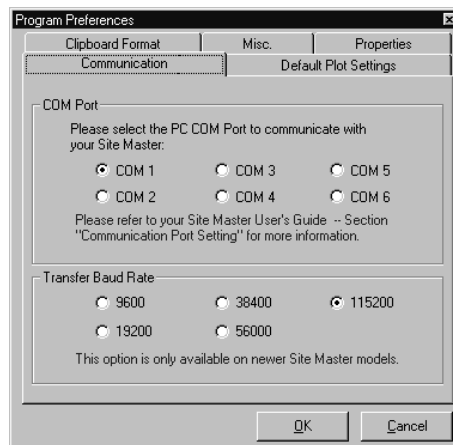 Program Preferences
Clipboard Format Misc. Properties
Communication Default Plot Settings
COM Port
Please select the PC COM Port to communicate with
your Site Master:
COM 1 COM 3 COM 5
COM 2 COM 4 COM 6
Please refer to your Site Master User's Guide -- Section
"Communication Port Setting" for more information.
Transfer Baud Rate
9600 38400 115200
19200 56000
This option is only available on newer Site Master models.
OK Cancel